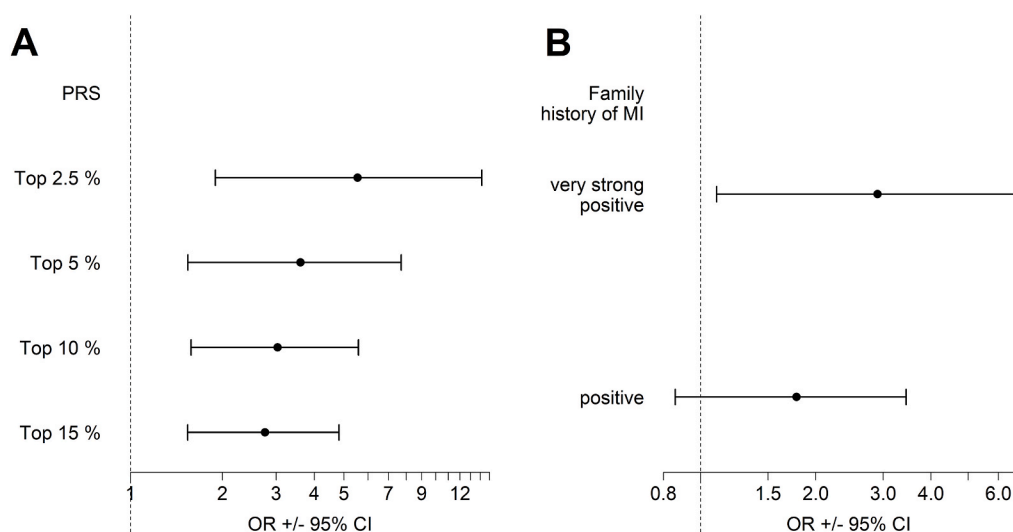 A
PRS
Top 2.5 %
Top 5 %
Top 10 %
Top 15 %
1 2 3 4 5 7 9 12
OR +/- 95% CI
B
Family
history of MI
very strong
positive
positive
0.8 1.5 2.0 3.0 4.0 6.0
OR +/- 95% CI